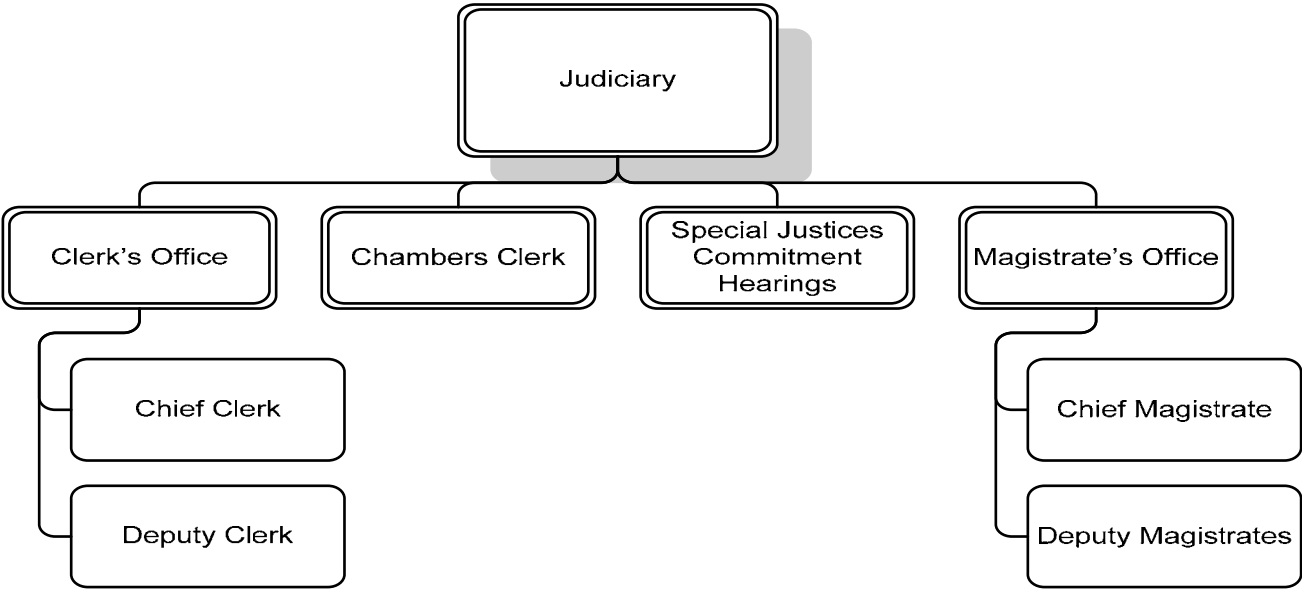 Judiciary
Clerk's Office
Chambers Clerk
Special Justices
Commitment
Hearings
Magistrate's Office
Chief Clerk
Deputy Clerk
Chief Magistrate
Deputy Magistrates